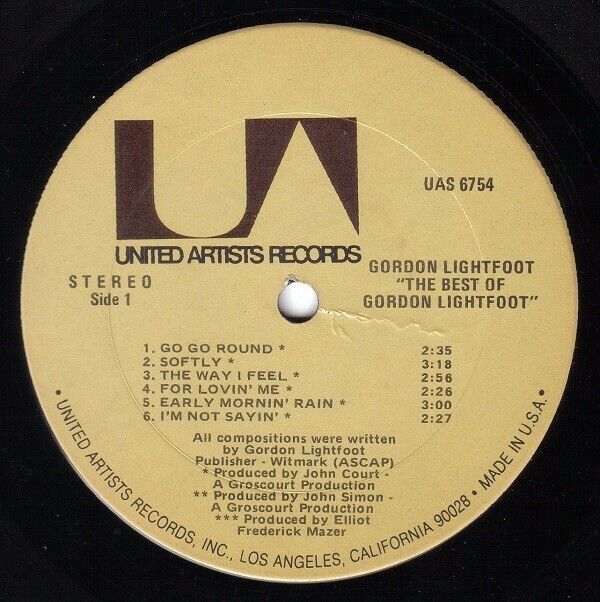 UA
UNITED ARTISTS RECORDS
UAS 6754
STEREO
Side 1
GORDON LIGHTFOOT
"THE BEST OF
GORDON LIGHTFOOT"
1. GO GO ROUND * 2:35
2. SOFTLY * 3:18
3. THE WAY I FEEL * 2:56
4. FOR LOVIN' ME * 2:26
5. EARLY MORNIN' RAIN * 3:00
6. I'M NOT SAYIN' * 2:27
All compositions were written
by Gordon Lightfoot
Publisher - Witmark (ASCAP)
* Produced by John Court -
A Groscourt Production
** Produced by John Simon -
A Groscourt Production
*** Produced by Elliot
Frederick Mazer
• UNITED ARTISTS RECORDS, INC., LOS ANGELES, CALIFORNIA 90028 • MADE IN U.S.A. •